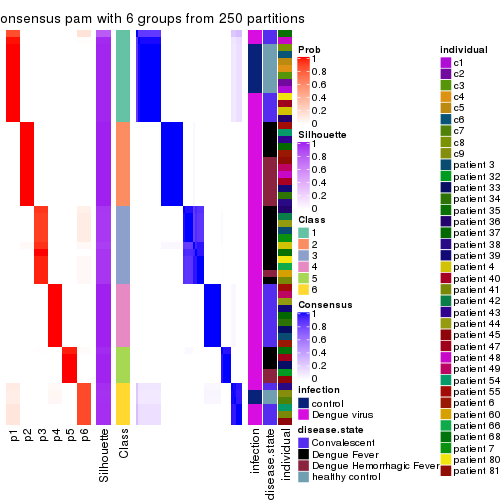 onsensus pam with 6 groups from 250 partitions
p1
p2
p3
p4
p5
p6
Silhouette
Class
infection
disease.state
individual
Prob
1
0.8
0.6
0.4
0.2
0
Silhouette
1
0.8
0.6
0.4
0.2
0
Class
1
2
3
4
5
6
Consensus
1
0.8
0.6
0.4
0.2
0
infection
control
Dengue virus
disease.state
Convalescent
Dengue Fever
Dengue Hemorrhagic Fever
healthy control
individual
c1
c2
c3
c4
c5
c6
c7
c8
c9
patient 3
patient 32
patient 33
patient 34
patient 35
patient 36
patient 37
patient 38
patient 39
patient 4
patient 40
patient 41
patient 42
patient 43
patient 44
patient 45
patient 47
patient 48
patient 49
patient 54
patient 55
patient 6
patient 60
patient 66
patient 68
patient 7
patient 80
patient 81